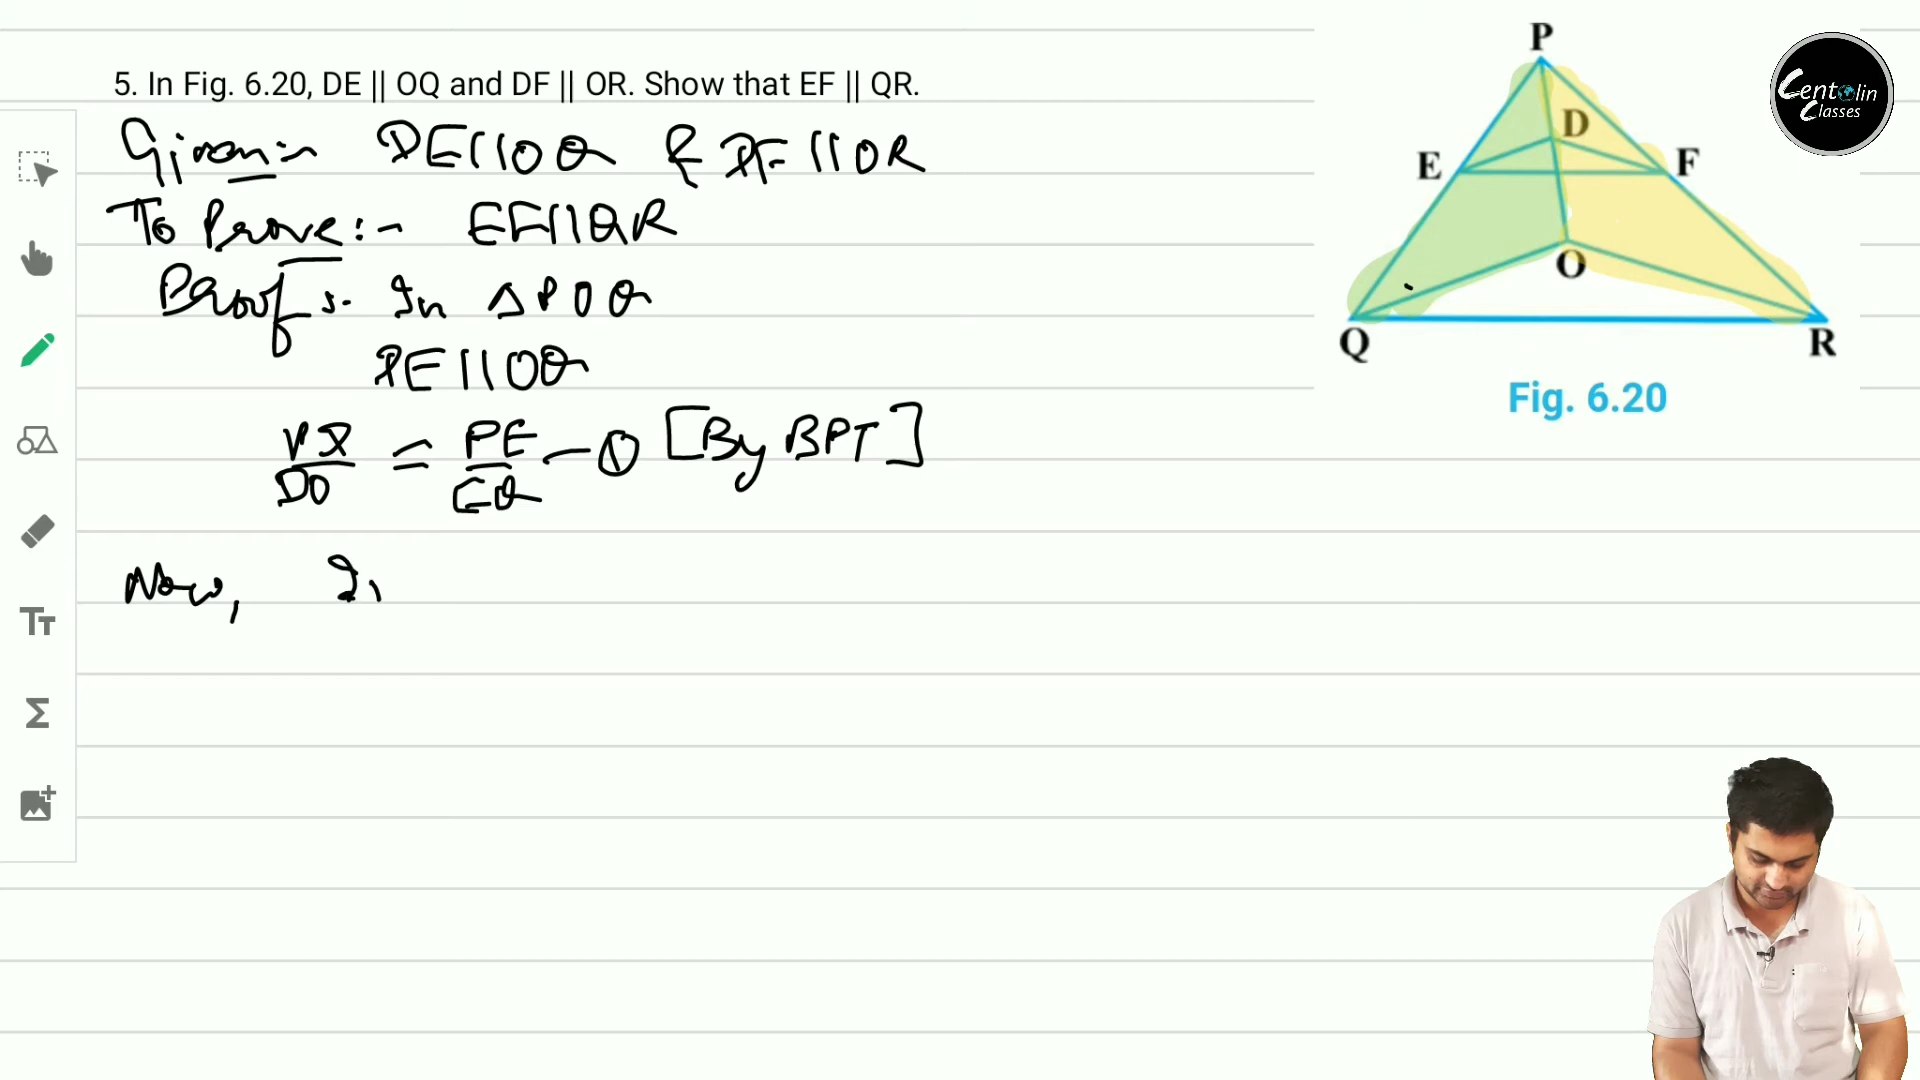 5. In Fig. 6.20, DE || OQ and DF || OR. Show that EF || QR.
Given:- DE||OQ & DF||OR
To Prove:- EF||QR
Proof:- In △POQ
DE||OQ
PD/DO = PE/EQ —① [By BPT]
Now, In
P
D
E
F
O
Q
R
Fig. 6.20
Centolin
Classes
Tт
Σ